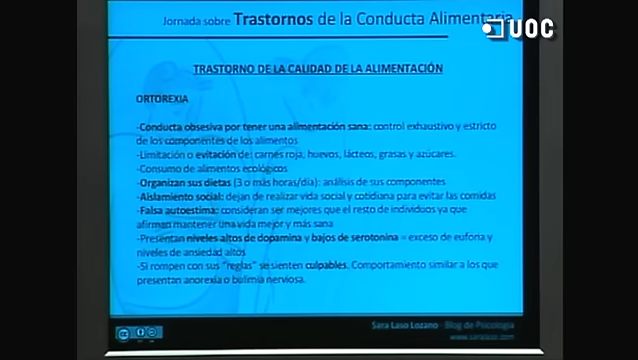 Jornada sobre Trastornos de la Conducta Alimentaria
UOC
TRASTORNO DE LA CALIDAD DE LA ALIMENTACIÓN
ORTOREXIA
-Conducta obsesiva por tener una alimentación sana: control exhaustivo y estricto
de los componentes de los alimentos
-Limitación o evitación de: carnes roja, huevos, lácteos, grasas y azúcares.
-Consumo de alimentos ecológicos
-Organizan sus dietas (3 o más horas/día): análisis de sus componentes
-Aislamiento social: dejan de realizar vida social y cotidiana para evitar las comidas
-Falsa autoestima: consideran ser mejores que el resto de individuos ya que
afirman mantener una vida mejor y más sana
-Presentan niveles altos de dopamina y bajos de serotonina = exceso de euforia y
niveles de ansiedad altos
-Si rompen con sus "reglas" se sienten culpables. Comportamiento similar a los que
presentan anorexia o bulimia nerviosa.
Sara Laso Lozano - Blog de Psicología